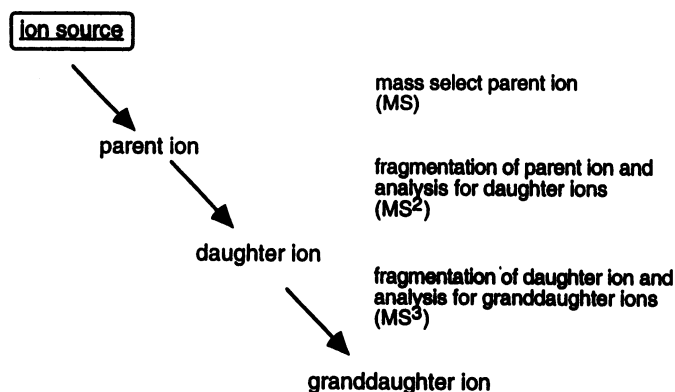 ion source
mass select parent ion
(MS)
parent ion
fragmentation of parent ion and
analysis for daughter ions
(MS²)
daughter ion
fragmentation of daughter ion and
analysis for granddaughter ions
(MS³)
granddaughter ion